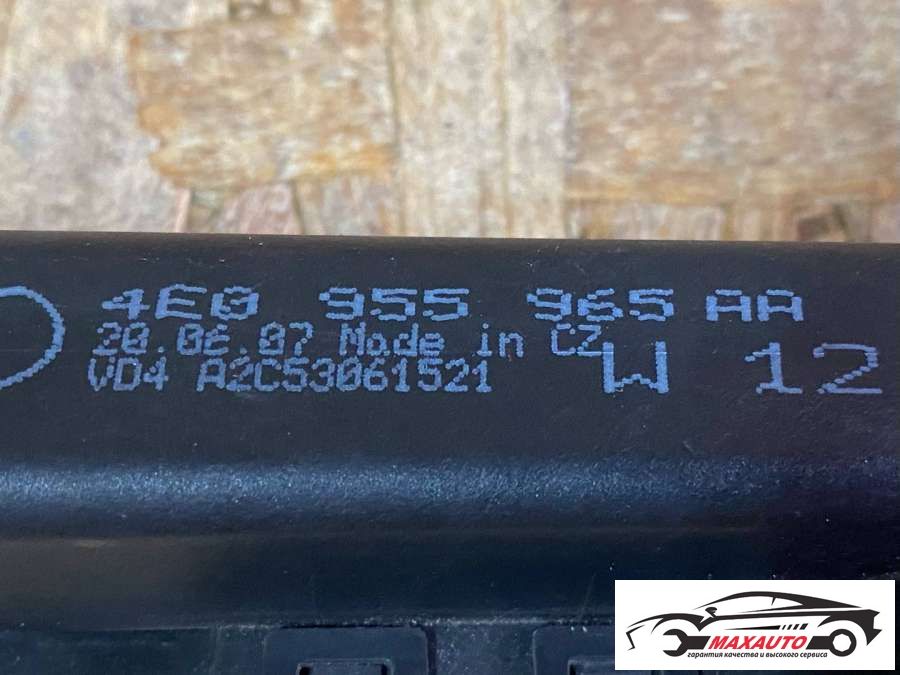 4E0 955 965 AA
20.06.07 Made in CZ
VD4 A2C53061521 W 12
MAXAUTO
гарантия качества и высокого сервиса